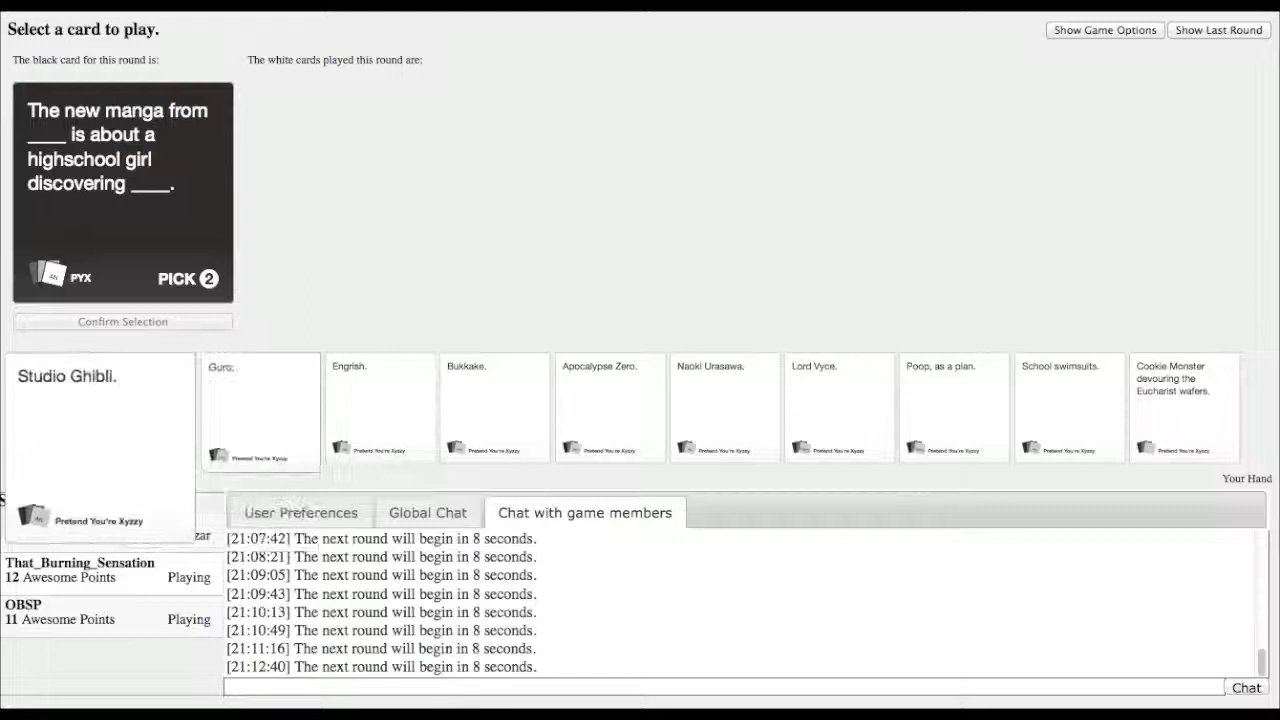 Select a card to play.
Show Game Options
Show Last Round
The black card for this round is:
The white cards played this round are:
The new manga from
____ is about a
highschool girl
discovering ____.
PYX
PICK 2
Confirm Selection
Studio Ghibli.
Pretend You're Xyzzy
Guro.
Pretend You're Xyzzy
Engrish.
Pretend You're Xyzzy
Bukkake.
Pretend You're Xyzzy
Apocalypse Zero.
Pretend You're Xyzzy
Naoki Urasawa.
Pretend You're Xyzzy
Lord Vyce.
Pretend You're Xyzzy
Poop, as a plan.
Pretend You're Xyzzy
School swimsuits.
Pretend You're Xyzzy
Cookie Monster
devouring the
Eucharist wafers.
Pretend You're Xyzzy
Your Hand
S
zar
That_Burning_Sensation
12 Awesome Points Playing
OBSP
11 Awesome Points Playing
User Preferences
Global Chat
Chat with game members
[21:07:42] The next round will begin in 8 seconds.
[21:08:21] The next round will begin in 8 seconds.
[21:09:05] The next round will begin in 8 seconds.
[21:09:43] The next round will begin in 8 seconds.
[21:10:13] The next round will begin in 8 seconds.
[21:10:49] The next round will begin in 8 seconds.
[21:11:16] The next round will begin in 8 seconds.
[21:12:40] The next round will begin in 8 seconds.
Chat